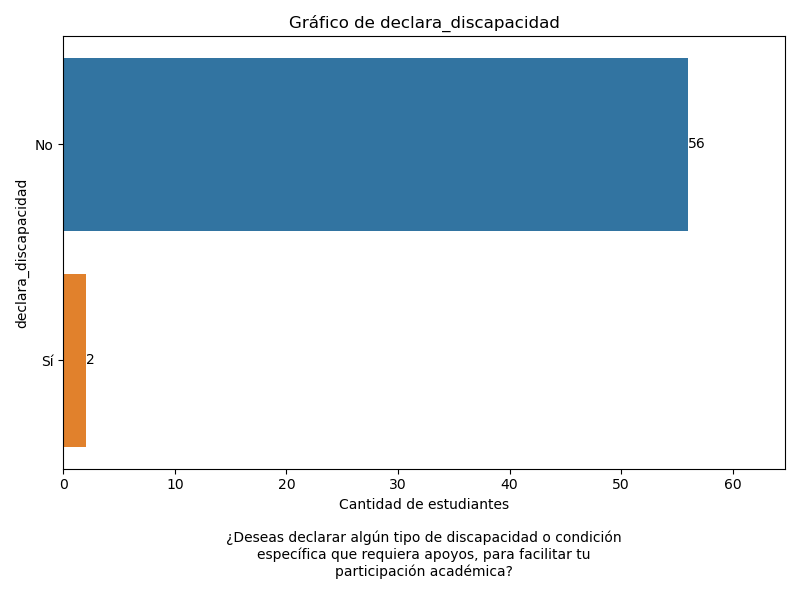 Gráfico de declara_discapacidad
declara_discapacidad
No
56
Sí
2
0 10 20 30 40 50 60
Cantidad de estudiantes
¿Deseas declarar algún tipo de discapacidad o condición
específica que requiera apoyos, para facilitar tu
participación académica?